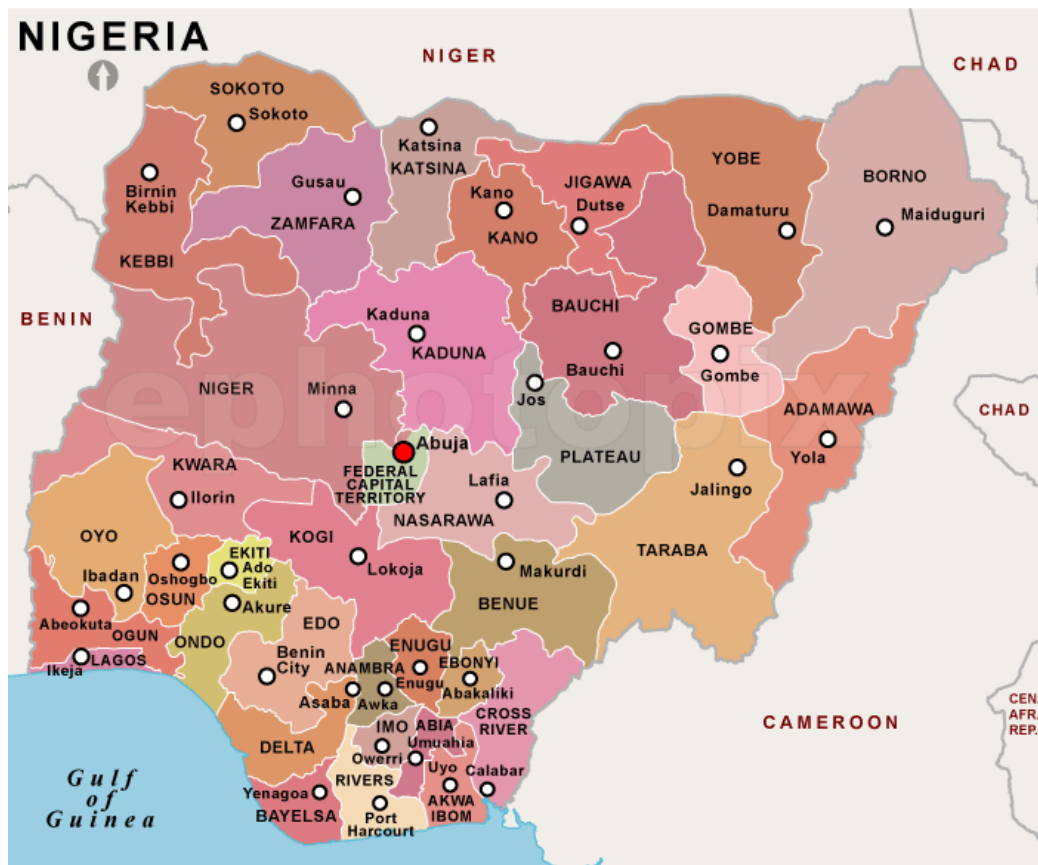 NIGERIA
NIGER
CHAD
SOKOTO
Sokoto
Katsina
KATSINA
YOBE
BORNO
Birnin
Kebbi
Gusau
ZAMFARA
Kano
KANO
JIGAWA
Dutse
Damaturu
Maiduguri
KEBBI
BENIN
Kaduna
KADUNA
BAUCHI
Bauchi
GOMBE
Gombe
NIGER
Minna
Jos
ephotopix
ADAMAWA
Yola
CHAD
Abuja
FEDERAL
CAPITAL
TERRITORY
PLATEAU
Jalingo
KWARA
Ilorin
Lafia
NASARAWA
OYO
Ibadan
KOGI
Lokoja
TARABA
Makurdi
BENUE
EKITI
Ado
Ekiti
Oshogbo
OSUN
Akure
Abeokuta
OGUN
ONDO
EDO
Benin
City
LAGOS
Ikeja
ANAMBRA
Awka
Asaba
ENUGU
Enugu
EBONYI
Abakaliki
CROSS
RIVER
CAMEROON
CEN.
AFR.
REP.
DELTA
IMO
Owerri
ABIA
Umuahia
Uyo
AKWA
IBOM
Calabar
RIVERS
Port
Harcourt
Yenagoa
BAYELSA
Gulf
of
Guinea